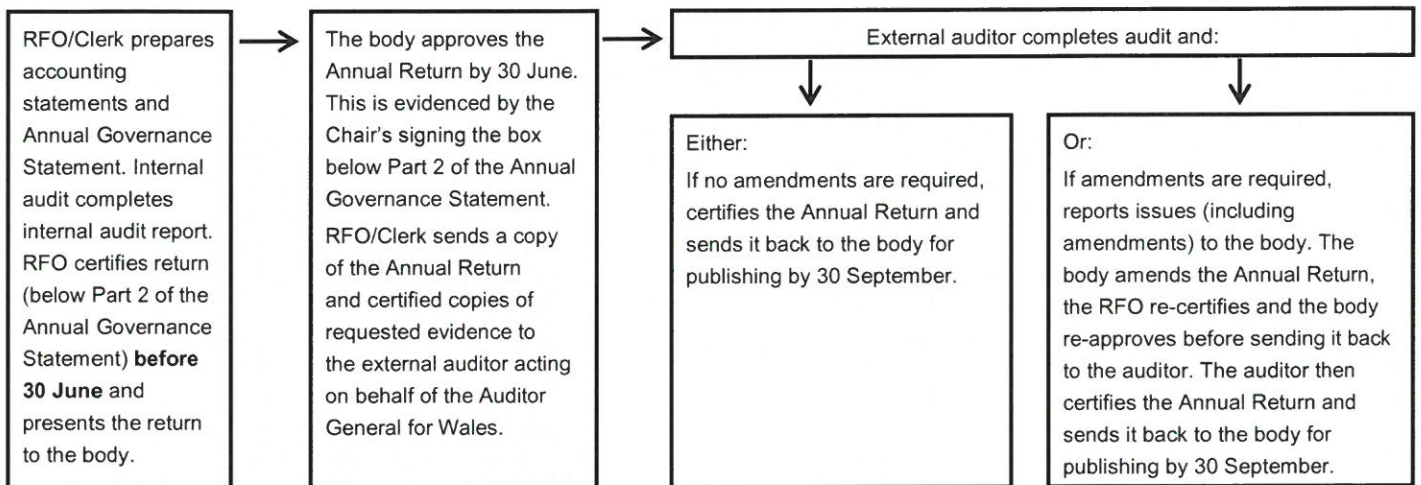 RFO/Clerk prepares
accounting
statements and
Annual Governance
Statement. Internal
audit completes
internal audit report.
RFO certifies return
(below Part 2 of the
Annual Governance
Statement) before
30 June and
presents the return
to the body.
The body approves the
Annual Return by 30 June.
This is evidenced by the
Chair's signing the box
below Part 2 of the Annual
Governance Statement.
RFO/Clerk sends a copy
of the Annual Return
and certified copies of
requested evidence to
the external auditor acting
on behalf of the Auditor
General for Wales.
External auditor completes audit and:
Either:
If no amendments are required,
certifies the Annual Return and
sends it back to the body for
publishing by 30 September.
Or:
If amendments are required,
reports issues (including
amendments) to the body. The
body amends the Annual Return,
the RFO re-certifies and the body
re-approves before sending it back
to the auditor. The auditor then
certifies the Annual Return and
sends it back to the body for
publishing by 30 September.